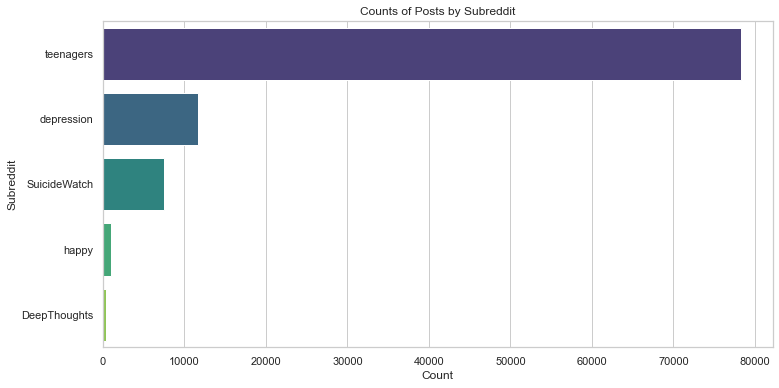 Counts of Posts by Subreddit
teenagers
depression
SuicideWatch
happy
DeepThoughts
Subreddit
0 10000 20000 30000 40000 50000 60000 70000 80000
Count